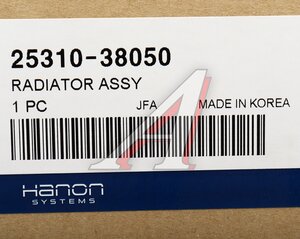 25310-38050
RADIATOR ASSY
1 PC JFA MADE IN KOREA
Hanon
SYSTEMS